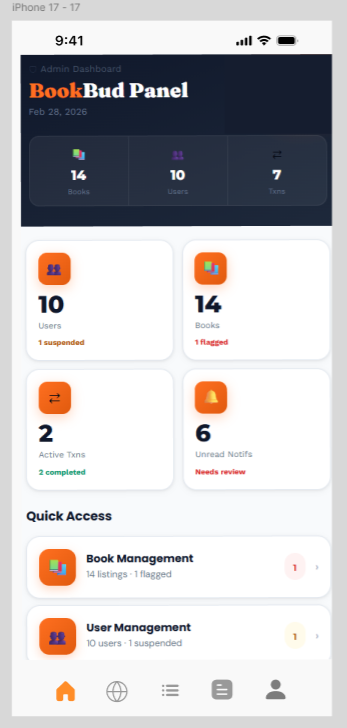 iPhone 17 - 17
9:41
Admin Dashboard
BookBud Panel
Feb 28, 2026
14 10 7
Books Users Txns
10
Users
1 suspended
14
Books
1 flagged
2
Active Txns
2 completed
6
Unread Notifs
Needs review
Quick Access
Book Management
14 listings · 1 flagged
1
User Management
10 users · 1 suspended
1